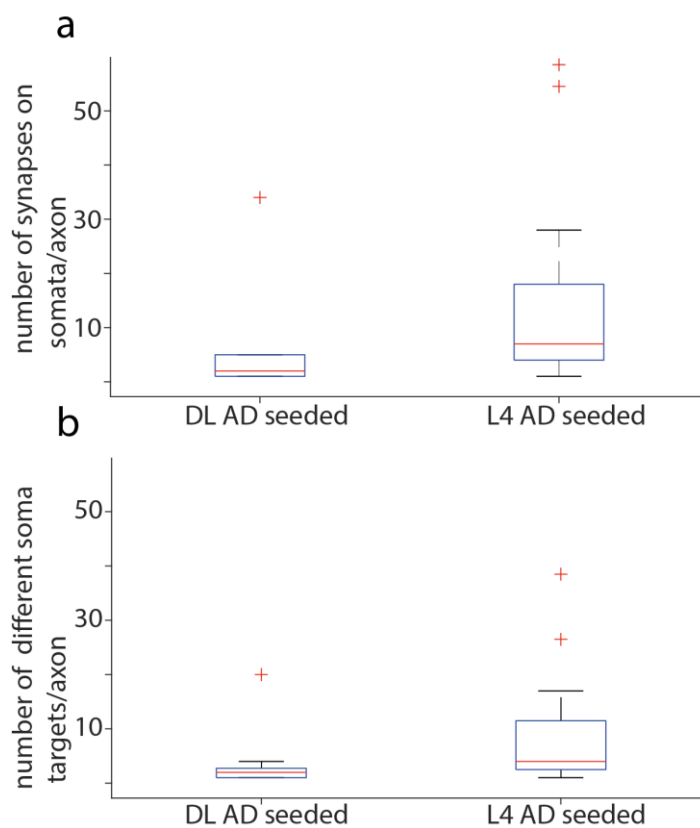 a
number of synapses on
somata/axon
50
30
10
DL AD seeded
L4 AD seeded
b
number of different soma
targets/axon
50
30
10
DL AD seeded
L4 AD seeded